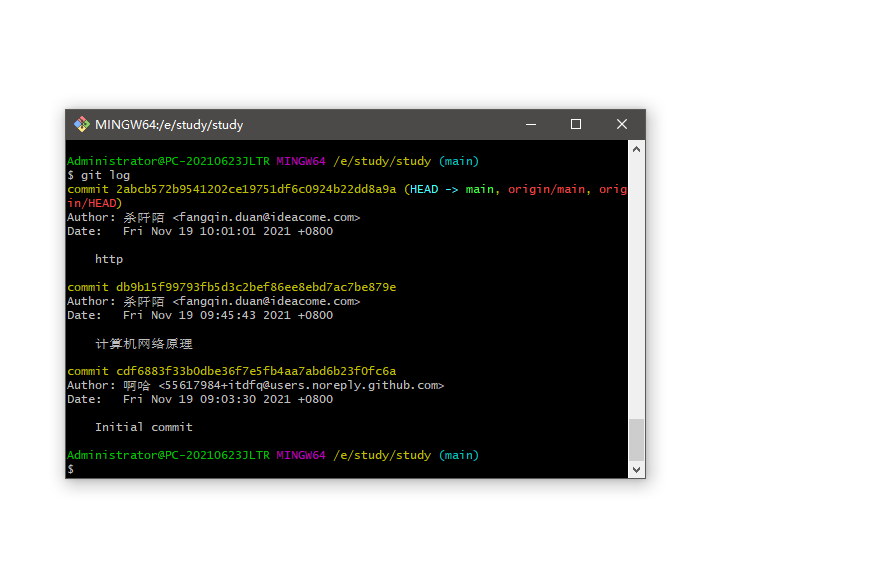 MINGW64:/e/study/study
Administrator@PC-20210623JLTR MINGW64 /e/study/study (main)
$ git log
commit 2abcb572b9541202ce19751df6c0924b22dd8a9a (HEAD -> main, origin/main, orig
in/HEAD)
Author: 杀阡陌 <fangqin.duan@ideacome.com>
Date:   Fri Nov 19 10:01:01 2021 +0800
http
commit db9b15f99793fb5d3c2bef86ee8ebd7ac7be879e
Author: 杀阡陌 <fangqin.duan@ideacome.com>
Date:   Fri Nov 19 09:45:43 2021 +0800
计算机网络原理
commit cdf6883f33b0dbe36f7e5fb4aa7abd6b23f0fc6a
Author: 啊哈 <55617984+itdfq@users.noreply.github.com>
Date:   Fri Nov 19 09:03:30 2021 +0800
Initial commit
Administrator@PC-20210623JLTR MINGW64 /e/study/study (main)
$